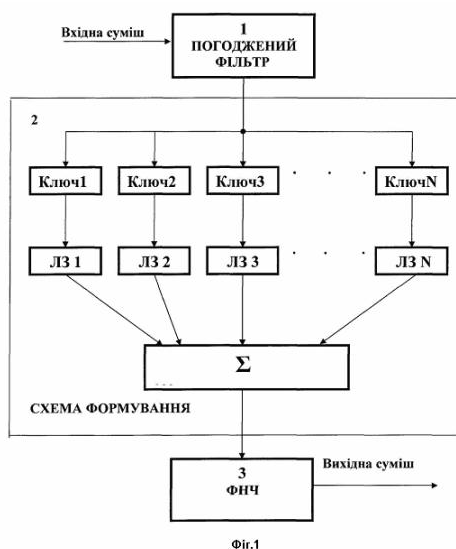 Вхідна суміш
1
ПОГОДЖЕНИЙ
ФІЛЬТР
2
Ключ1 Ключ2 Ключ3 . . . КлючN
ЛЗ 1 ЛЗ 2 ЛЗ 3 . . . ЛЗ N
Σ
...
СХЕМА ФОРМУВАННЯ
3
ФНЧ
Вихідна суміш
Фіг.1